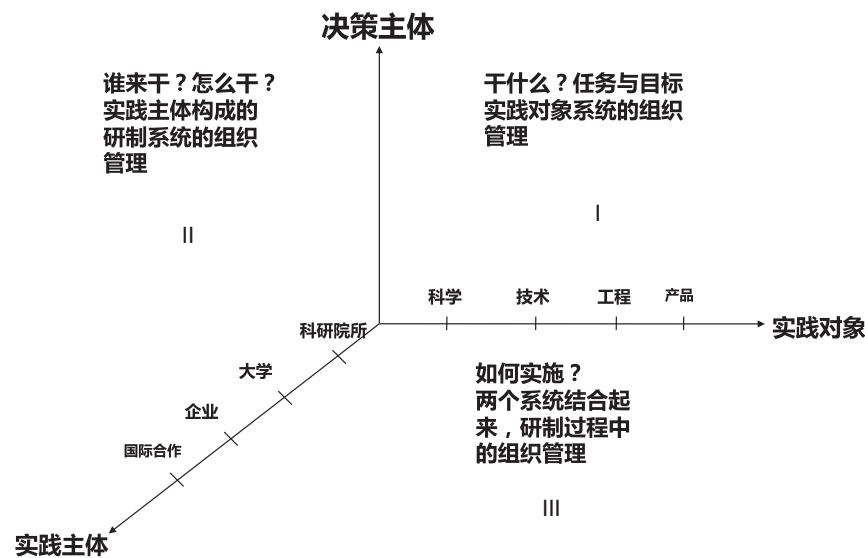 决策主体
谁来干？怎么干？
实践主体构成的
研制系统的组织
管理
II
干什么？任务与目标
实践对象系统的组织
管理
I
科学
技术
工程
产品
实践对象
科研院所
大学
企业
国际合作
实践主体
如何实施？
两个系统结合起
来，研制过程中
的组织管理
III